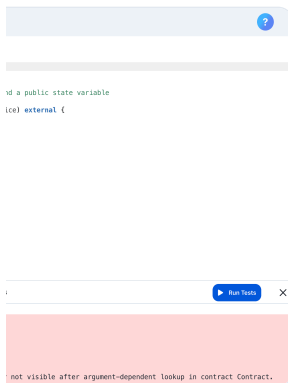 ?
nd a public state variable
ice) external {
s
Run Tests
not visible after argument-dependent lookup in contract Contract.